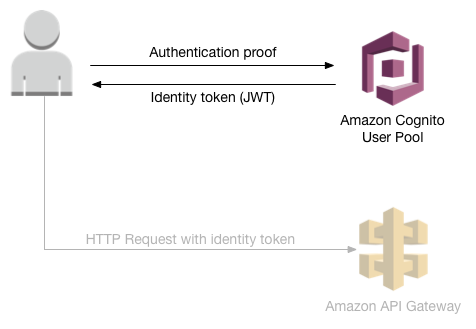 Authentication proof
Identity token (JWT)
Amazon Cognito
User Pool
HTTP Request with identity token
Amazon API Gateway